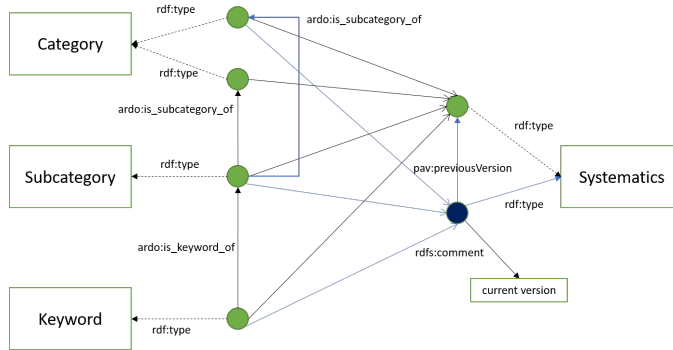 rdf:type
ardo:is_subcategory_of
Category
rdf:type
ardo:is_subcategory_of
rdf:type
rdf:type
Subcategory
pav:previousVersion
Systematics
rdf:type
ardo:is_keyword_of
rdfs:comment
current version
Keyword
rdf:type